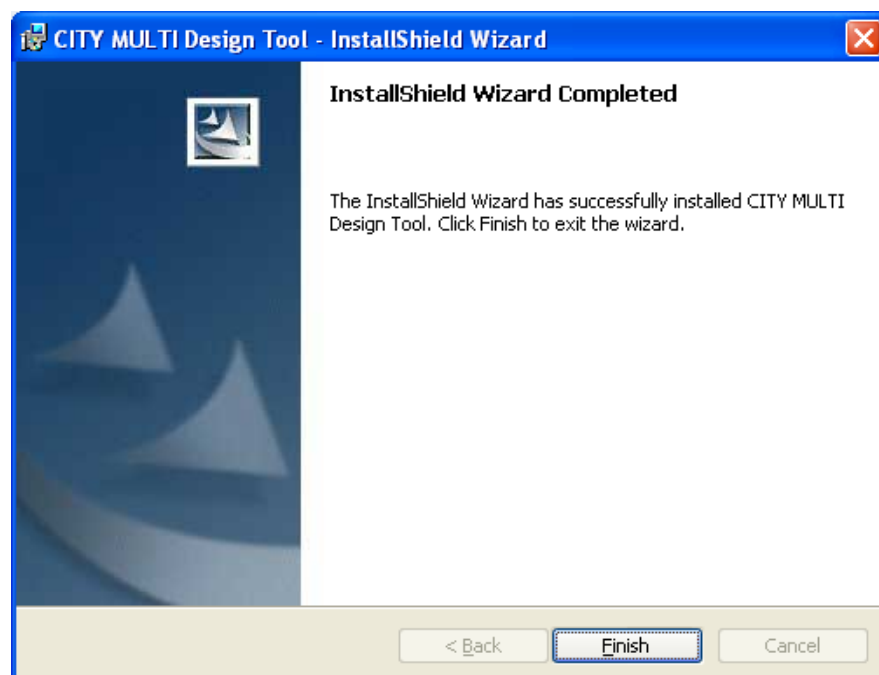 CITY MULTI Design Tool - InstallShield Wizard
InstallShield Wizard Completed
The InstallShield Wizard has successfully installed CITY MULTI
Design Tool. Click Finish to exit the wizard.
< Back Finish Cancel